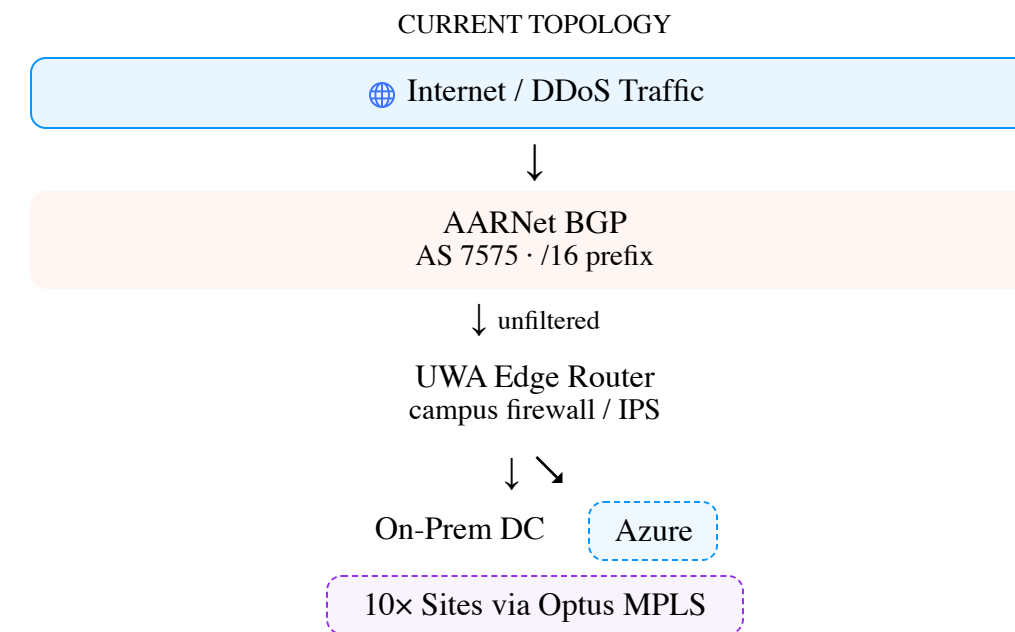 CURRENT TOPOLOGY
Internet / DDoS Traffic
AARNet BGP
AS 7575 · /16 prefix
unfiltered
UWA Edge Router
campus firewall / IPS
On-Prem DC
Azure
10× Sites via Optus MPLS